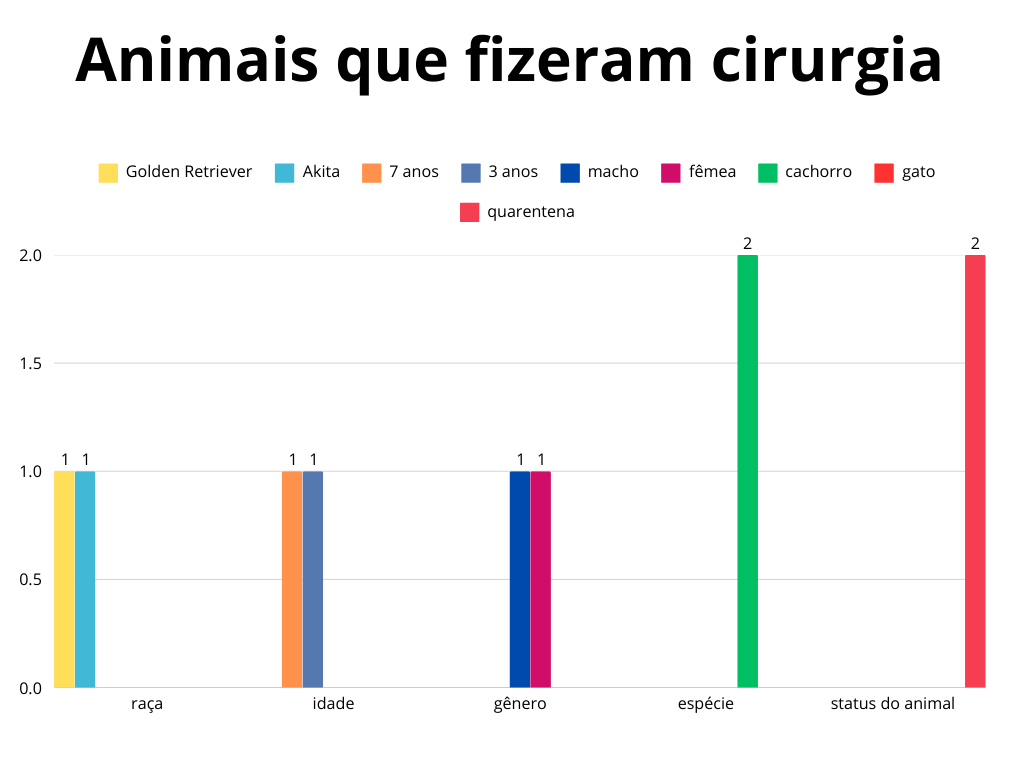 Animais que fizeram cirurgia
Golden Retriever Akita 7 anos 3 anos macho fêmea cachorro gato
quarentena
2 2
2.0
1.5
1 1 1 1 1 1
1.0
0.5
0.0
raça idade gênero espécie status do animal